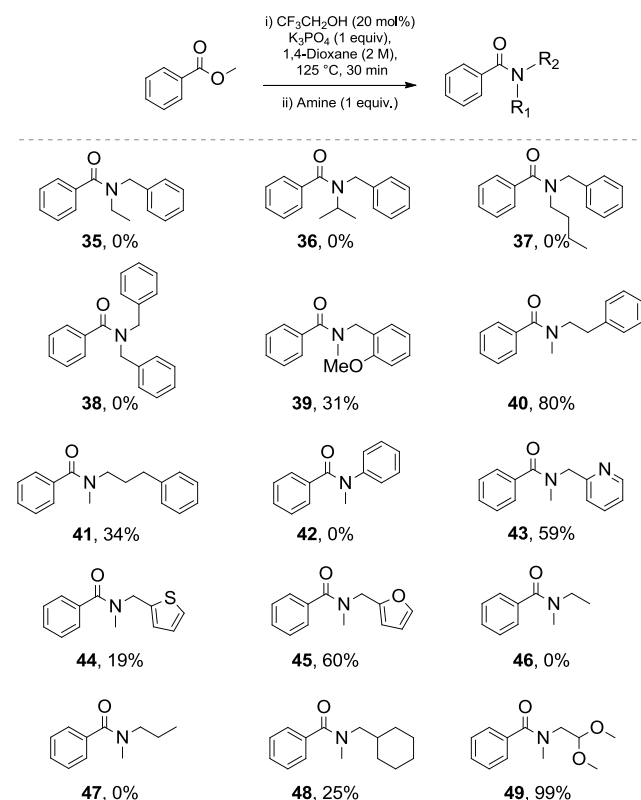 i) CF₃CH₂OH (20 mol%)
K₃PO₄ (1 equiv),
1,4-Dioxane (2 M),
125 °C, 30 min
ii) Amine (1 equiv.)
O
O
O
N
R₂
R₁
O
N
35, 0%
O
N
36, 0%
O
N
37, 0%
O
N
38, 0%
O
N
MeO
39, 31%
O
N
40, 80%
O
N
41, 34%
O
N
42, 0%
O
N
N
43, 59%
O
N
S
44, 19%
O
N
O
45, 60%
O
N
46, 0%
O
N
47, 0%
O
N
48, 25%
O
N
O
O
49, 99%